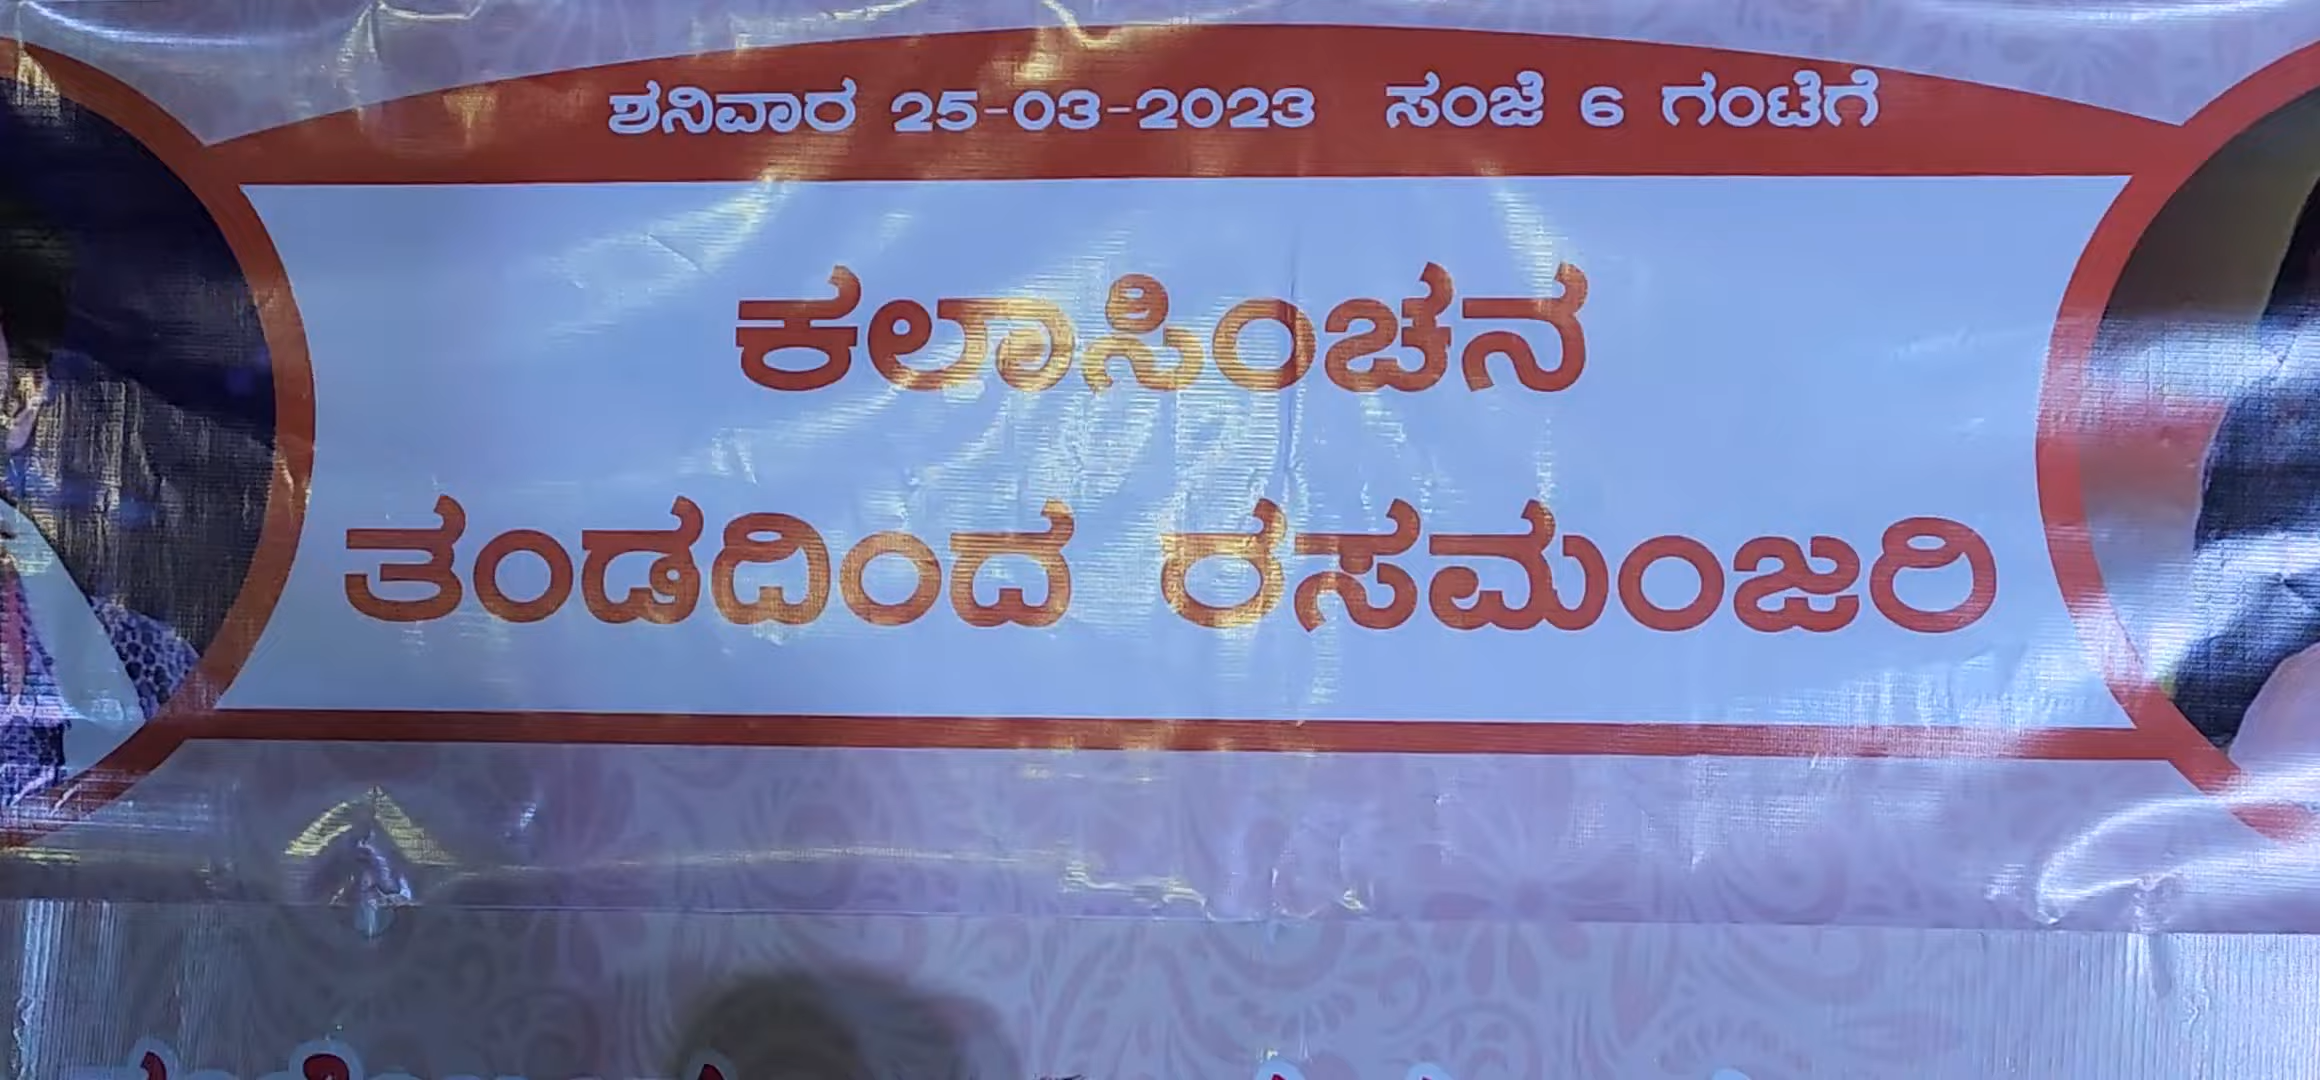 ಶನಿವಾರ 25-03-2023 ಸಂಜೆ 6 ಗಂಟೆಗೆ
ಕಲಾಸಿಂಚನ
ತಂಡದಿಂದ ರಸಮಂಜರಿ